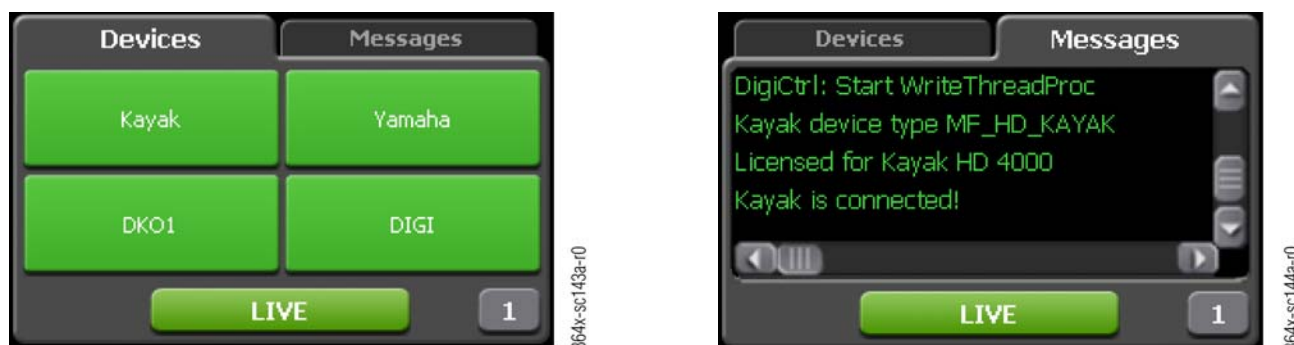 Devices Messages
Kayak Yamaha
DKO1 DIGI
LIVE 1
364x-sc143a-r0
Devices Messages
DigiCtrl: Start WriteThreadProc
Kayak device type MF_HD_KAYAK
Licensed for Kayak HD 4000
Kayak is connected!
LIVE 1
364x-sc144a-r0